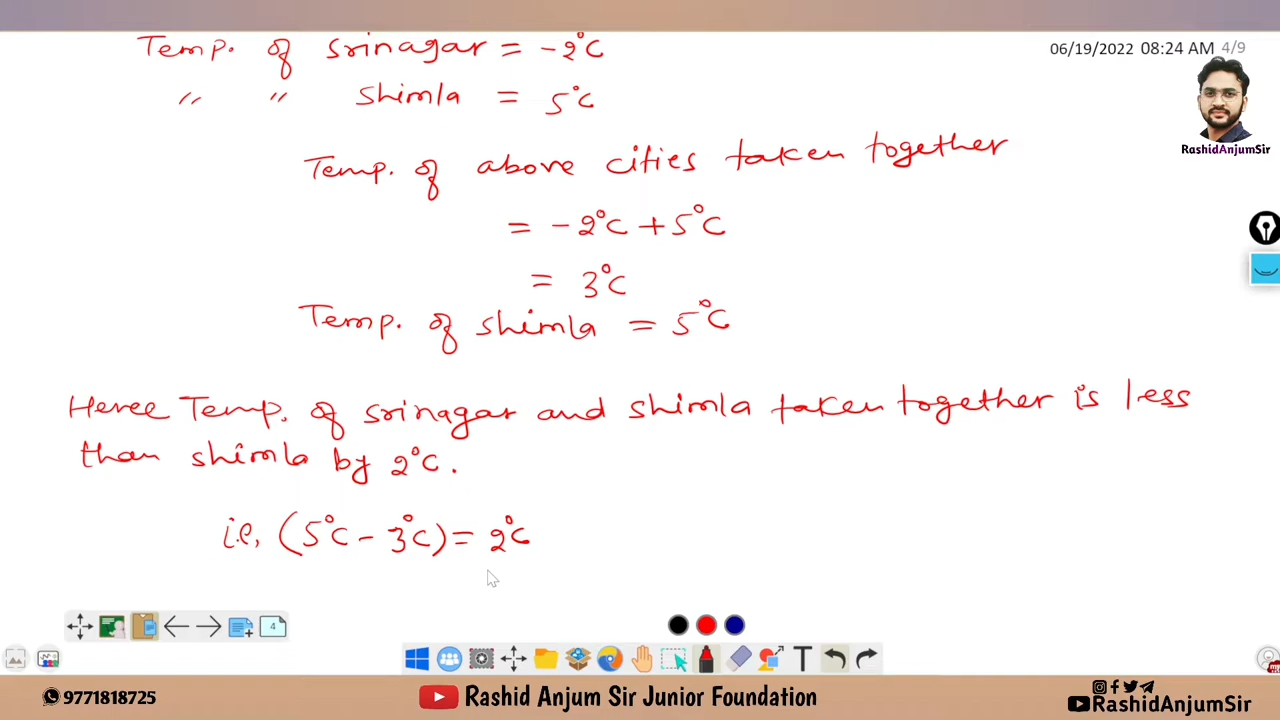 Temp. of srinagar = -2°C
06/19/2022 08:24 AM 4/9
" " shimla = 5°C
RashidAnjumSir
Temp. of above cities taken together
= -2°C + 5°C
= 3°C
Temp. of shimla = 5°C
Heree Temp. of srinagar and shimla taken together is less
than shimla by 2°C.
i.e, (5°C - 3°C) = 2°C
4
T
9771818725
Rashid Anjum Sir Junior Foundation
RashidAnjumSir